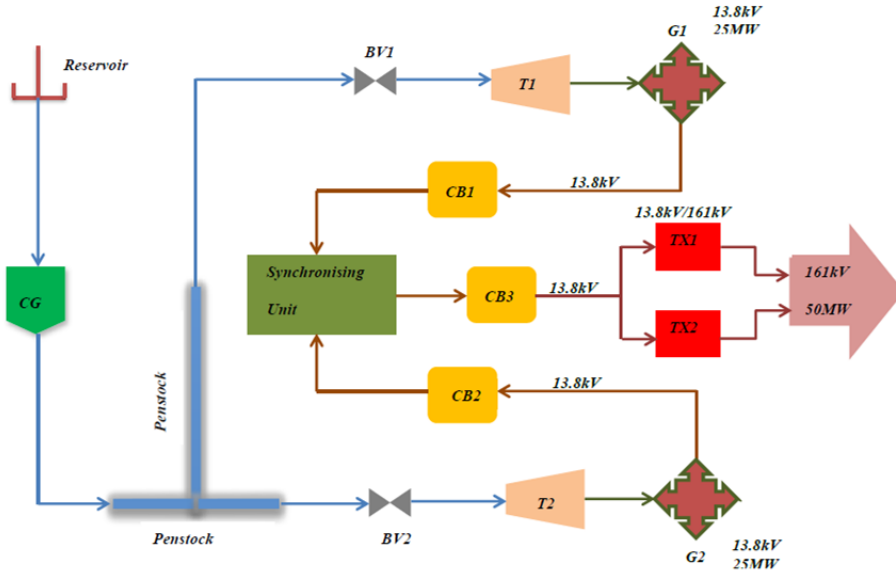 13.8kV
25MW
G1
BV1
Reservoir
T1
CB1
13.8kV
13.8kV/161kV
TX1
Synchronising
Unit
161kV
CG
CB3
13.8kV
50MW
TX2
Penstock
13.8kV
CB2
T2
Penstock
BV2
G2
13.8kV
25MW